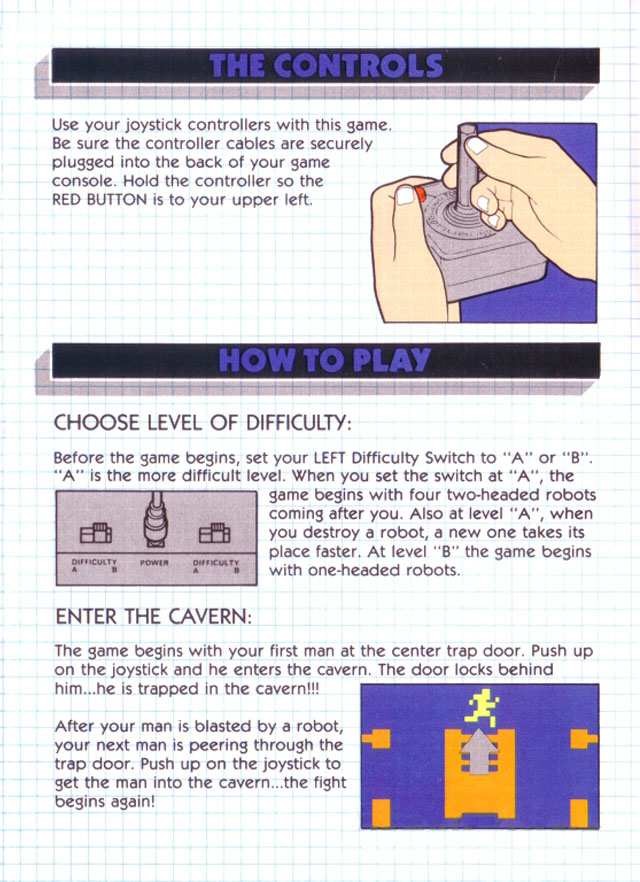 THE CONTROLS
Use your joystick controllers with this game.
Be sure the controller cables are securely
plugged into the back of your game
console. Hold the controller so the
RED BUTTON is to your upper left.
HOW TO PLAY
CHOOSE LEVEL OF DIFFICULTY:
Before the game begins, set your LEFT Difficulty Switch to "A" or "B".
"A" is the more difficult level. When you set the switch at "A", the
game begins with four two-headed robots
coming after you. Also at level "A", when
you destroy a robot, a new one takes its
place faster. At level "B" the game begins
with one-headed robots.
DIFFICULTY POWER DIFFICULTY
A B A B
ENTER THE CAVERN:
The game begins with your first man at the center trap door. Push up
on the joystick and he enters the cavern. The door locks behind
him...he is trapped in the cavern!!!
After your man is blasted by a robot,
your next man is peering through the
trap door. Push up on the joystick to
get the man into the cavern...the fight
begins again!